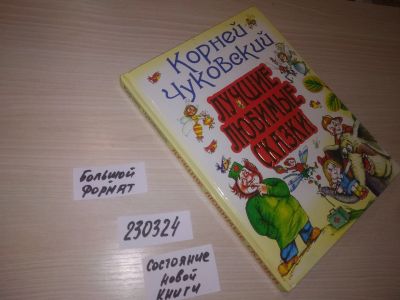 Корней
Чуковский
ЛУЧШИЕ
ЛЮБИМЫЕ
СКАЗКИ
БОЛЬШОЙ
ФОРМАТ
230324
СОСТОЯНИЕ
НОВОЙ
КНИГИ